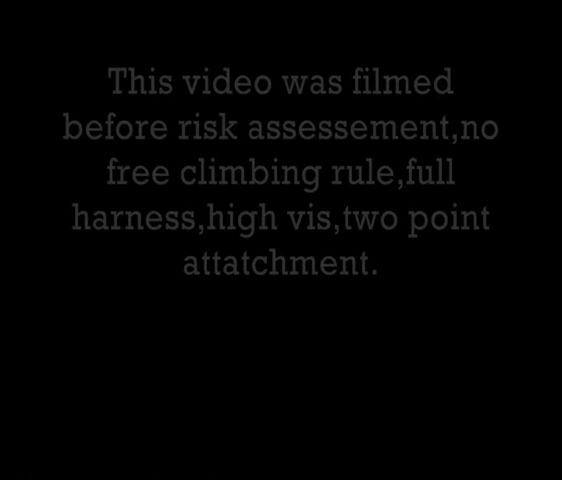 This video was filmed
before risk assessement,no
free climbing rule,full
harness,high vis,two point
attatchment.